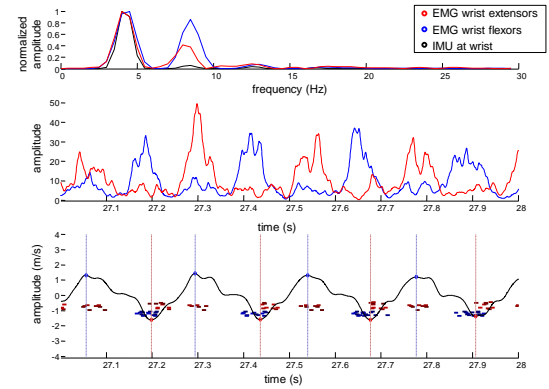 EMG wrist extensors
EMG wrist flexors
IMU at wrist
normalized
amplitude
1
0.8
0.6
0.4
0.2
0
0 5 10 15 20 25 30
frequency (Hz)
amplitude
50
40
30
20
10
0
27.1 27.2 27.3 27.4 27.5 27.6 27.7 27.8 27.9 28
time (s)
amplitude (m/s)
4
3
2
1
0
-1
-2
-3
-4
27.1 27.2 27.3 27.4 27.5 27.6 27.7 27.8 27.9 28
time (s)